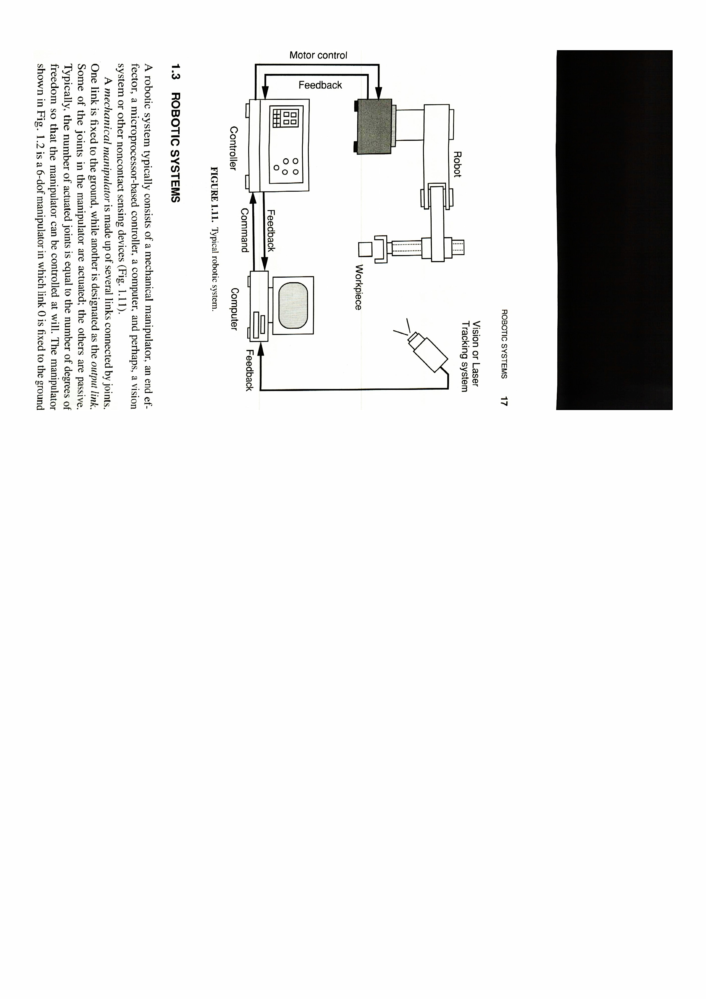 ROBOTIC SYSTEMS 17
Vision or Laser
Tracking system
Robot
Motor control
Feedback
Workpiece
Feedback
Command
Feedback
Controller
Computer
FIGURE 1.11. Typical robotic system.
1.3 ROBOTIC SYSTEMS
A robotic system typically consists of a mechanical manipulator, an end ef-
fector, a microprocessor-based controller, a computer, and perhaps, a vision
system or other noncontact sensing devices (Fig. 1.11).
A mechanical manipulator is made up of several links connected by joints.
One link is fixed to the ground, while another is designated as the output link.
Some of the joints in the manipulator are actuated; the others are passive.
Typically, the number of actuated joints is equal to the number of degrees of
freedom so that the manipulator can be controlled at will. The manipulator
shown in Fig. 1.2 is a 6-dof manipulator in which link 0 is fixed to the ground